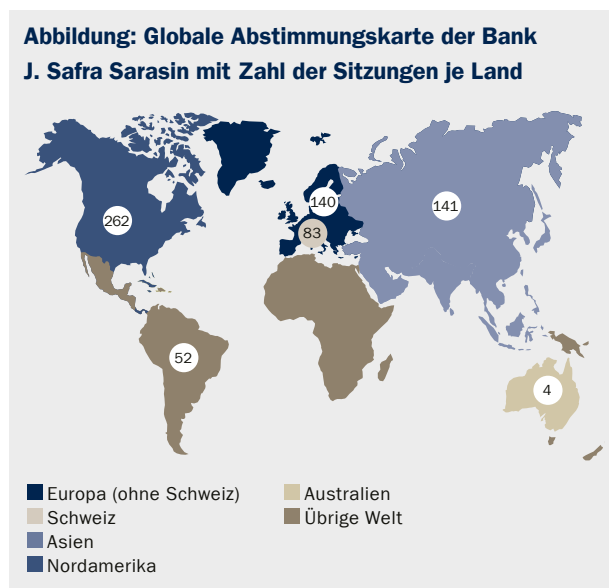 Abbildung: Globale Abstimmungskarte der Bank
J. Safra Sarasin mit Zahl der Sitzungen je Land
262
140
83
141
52
4
Europa (ohne Schweiz)
Schweiz
Asien
Nordamerika
Australien
Übrige Welt